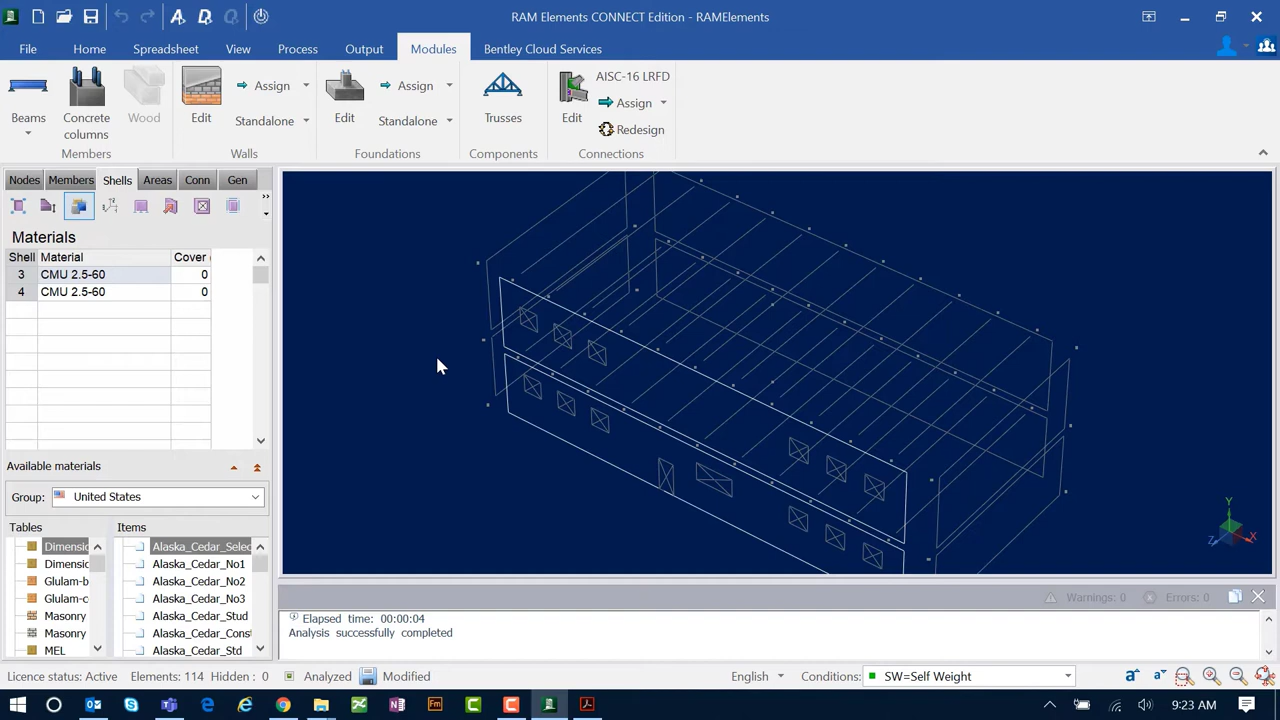 RAM Elements CONNECT Edition - RAMElements
File Home Spreadsheet View Process Output Modules Bentley Cloud Services
AISC-16 LRFD
Assign Assign Assign
Beams Concrete columns Wood Edit Standalone Edit Standalone Trusses Edit Redesign
Members Walls Foundations Components Connections
Nodes Members Shells Areas Conn Gen
Materials
Shell Material Cover (
3 CMU 2.5-60 0
4 CMU 2.5-60 0
Available materials
Group: United States
Tables Items
Dimensic Alaska_Cedar_Selec
Dimensic Alaska_Cedar_No1
Glulam-b Alaska_Cedar_No2
Glulam-c Alaska_Cedar_No3
Masonry Alaska_Cedar_Stud
Masonry Alaska_Cedar_Const
MEL Alaska_Cedar_Std
Y
X
Z
Warnings: 0 Errors: 0
Elapsed time: 00:00:04
Analysis successfully completed
Licence status: Active Elements: 114 Hidden : 0 Analyzed Modified English Conditions: SW=Self Weight
9:23 AM